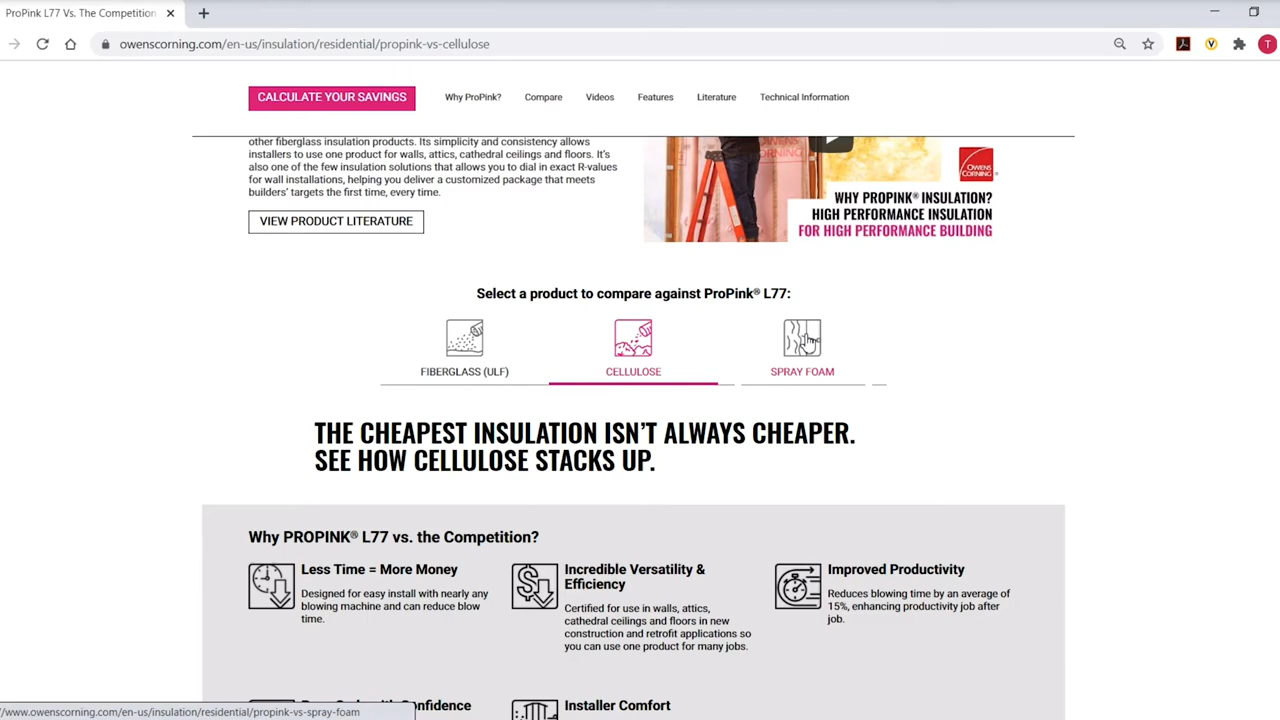 ProPink L77 Vs. The Competition
owenscorning.com/en-us/insulation/residential/propink-vs-cellulose
T
CALCULATE YOUR SAVINGS
Why ProPink?
Compare
Videos
Features
Literature
Technical Information
other fiberglass insulation products. Its simplicity and consistency allows
installers to use one product for walls, attics, cathedral ceilings and floors. It's
also one of the few insulation solutions that allows you to dial in exact R-values
for wall installations, helping you deliver a customized package that meets
builders' targets the first time, every time.
VIEW PRODUCT LITERATURE
OWENS
CORNING
OWENS
CORNING
WHY PROPINK® INSULATION?
HIGH PERFORMANCE INSULATION
FOR HIGH PERFORMANCE BUILDING
Select a product to compare against ProPink® L77:
FIBERGLASS (ULF)
CELLULOSE
SPRAY FOAM
THE CHEAPEST INSULATION ISN'T ALWAYS CHEAPER.
SEE HOW CELLULOSE STACKS UP.
Why PROPINK® L77 vs. the Competition?
Less Time = More Money
Designed for easy install with nearly any
blowing machine and can reduce blow
time.
Incredible Versatility &
Efficiency
Certified for use in walls, attics,
cathedral ceilings and floors in new
construction and retrofit applications so
you can use one product for many jobs.
Improved Productivity
Reduces blowing time by an average of
15%, enhancing productivity job after
job.
Installer Comfort
/www.owenscorning.com/en-us/insulation/residential/propink-vs-spray-foam